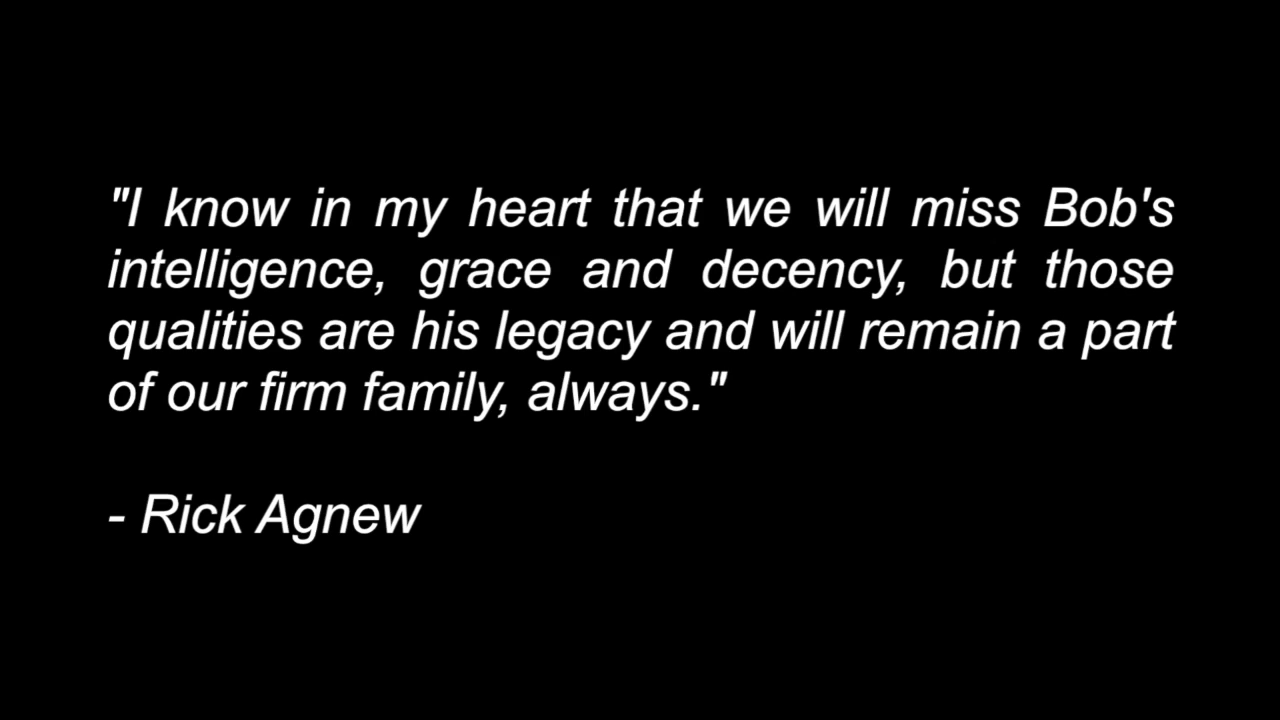 "I know in my heart that we will miss Bob's
intelligence, grace and decency, but those
qualities are his legacy and will remain a part
of our firm family, always."
- Rick Agnew